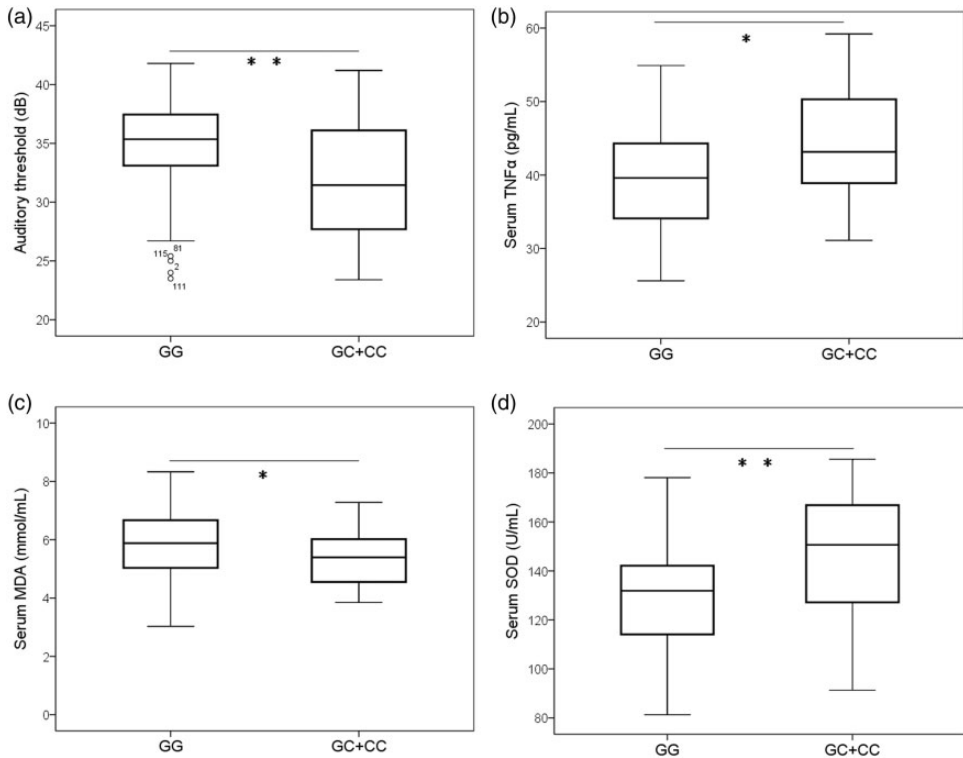 (a)
Auditory threshold (dB)
45
40
35
30
25
20
* *
115
81
2
111
GG
GC+CC
(b)
Serum TNFα (pg/mL)
60
50
40
30
20
*
GG
GC+CC
(c)
Serum MDA (mmol/mL)
10
8
6
4
2
0
*
GG
GC+CC
(d)
Serum SOD (U/mL)
200
180
160
140
120
100
80
* *
GG
GC+CC